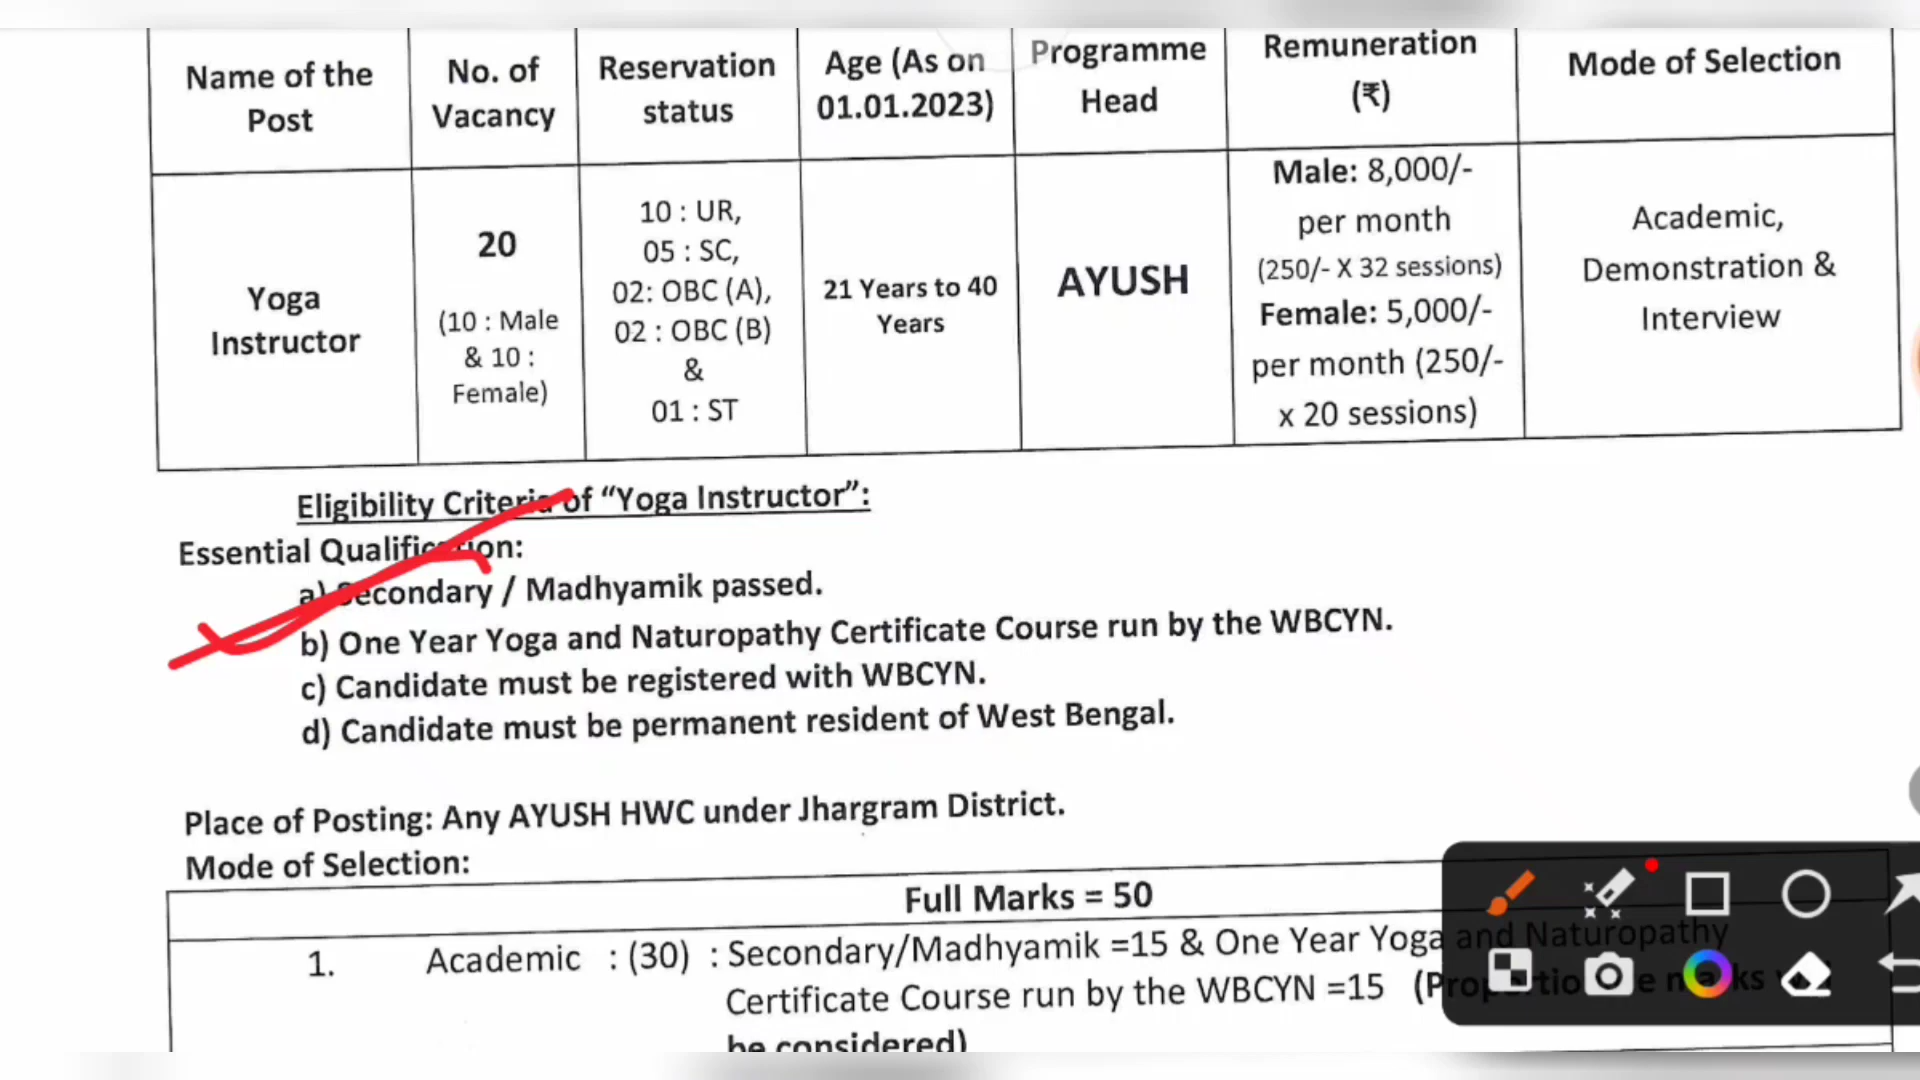 Name of the Post
No. of Vacancy
Reservation status
Age (As on 01.01.2023)
Programme Head
Remuneration (₹)
Mode of Selection
Yoga Instructor
20
(10 : Male & 10 : Female)
10 : UR,
05 : SC,
02: OBC (A),
02 : OBC (B)
&
01 : ST
21 Years to 40 Years
AYUSH
Male: 8,000/-
per month
(250/- X 32 sessions)
Female: 5,000/-
per month (250/-
x 20 sessions)
Academic,
Demonstration &
Interview
Eligibility Criteria of “Yoga Instructor”:
Essential Qualification:
a) Secondary / Madhyamik passed.
b) One Year Yoga and Naturopathy Certificate Course run by the WBCYN.
c) Candidate must be registered with WBCYN.
d) Candidate must be permanent resident of West Bengal.
Place of Posting: Any AYUSH HWC under Jhargram District.
Mode of Selection:
Full Marks = 50
1. Academic : (30) : Secondary/Madhyamik =15 & One Year Yoga and Naturopathy
Certificate Course run by the WBCYN =15
be considered)